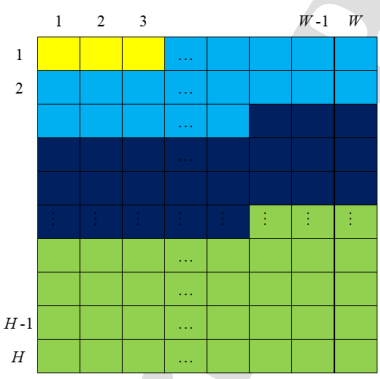 1 2 3 W-1 W
1 ...
2 ...
...
...
⋮ ⋮ ⋮ ⋮ ⋮ ⋮ ⋮ ⋮
...
...
H-1 ...
H ...